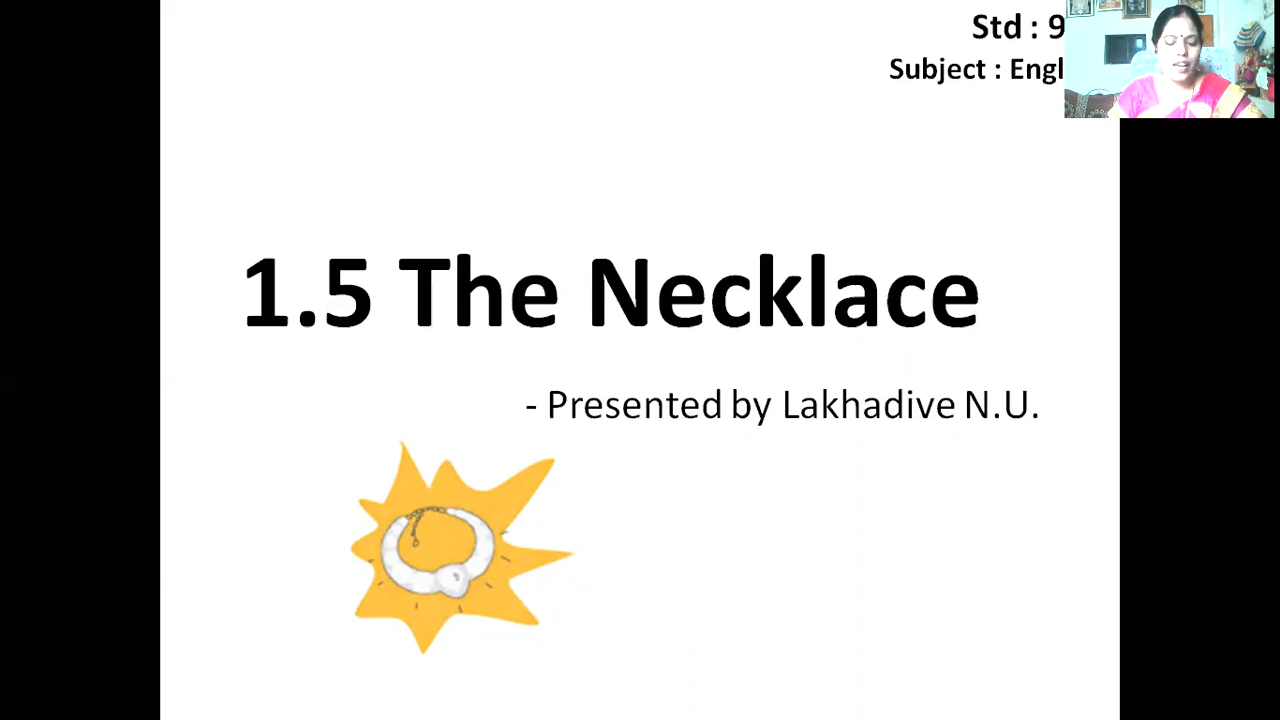 Std : 9
Subject : Engl
1.5 The Necklace
- Presented by Lakhadive N.U.